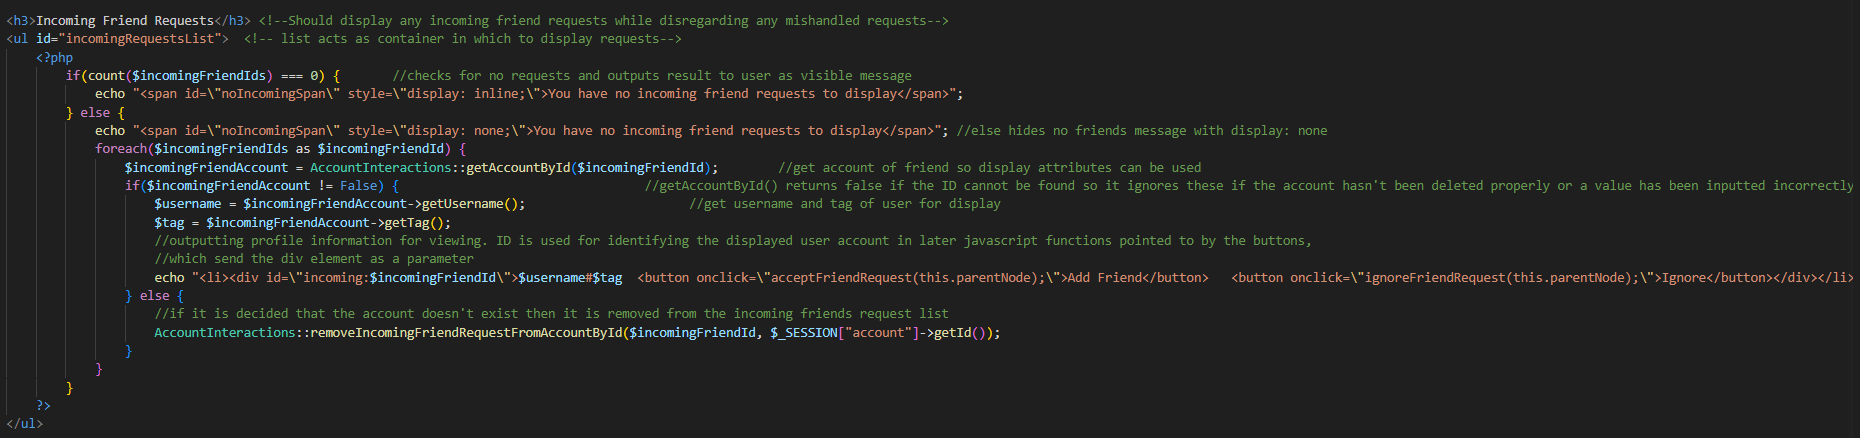 <h3>Incoming Friend Requests</h3> <!--Should display any incoming friend requests while disregarding any mishandled requests-->
<ul id="incomingRequestsList">  <!-- list acts as container in which to display requests-->
    <?php
        if(count($incomingFriendIds) === 0) {       //checks for no requests and outputs result to user as visible message
            echo "<span id=\"noIncomingSpan\" style=\"display: inline;\">You have no incoming friend requests to display</span>";
        } else {
            echo "<span id=\"noIncomingSpan\" style=\"display: none;\">You have no incoming friend requests to display</span>"; //else hides no friends message with display: none
            foreach($incomingFriendIds as $incomingFriendId) {
                $incomingFriendAccount = AccountInteractions::getAccountById($incomingFriendId);        //get account of friend so display attributes can be used
                if($incomingFriendAccount != False) {                                 //getAccountById() returns false if the ID cannot be found so it ignores these if the account hasn't been deleted properly or a value has been inputted incorrectly
                    $username = $incomingFriendAccount->getUsername();                      //get username and tag of user for display
                    $tag = $incomingFriendAccount->getTag();
                    //outputting profile information for viewing. ID is used for identifying the displayed user account in later javascript functions pointed to by the buttons,
                    //which send the div element as a parameter
                    echo "<li><div id=\"incoming:$incomingFriendId\">$username#$tag  <button onclick=\"acceptFriendRequest(this.parentNode);\">Add Friend</button>   <button onclick=\"ignoreFriendRequest(this.parentNode);\">Ignore</button></div></li>
                } else {
                    //if it is decided that the account doesn't exist then it is removed from the incoming friends request list
                    AccountInteractions::removeIncomingFriendRequestFromAccountById($incomingFriendId, $_SESSION["account"]->getId());
                }
            }
        }
    ?>
</ul>